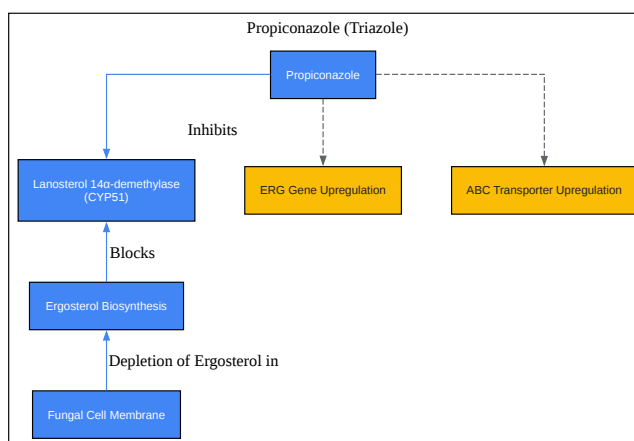 Propiconazole (Triazole)
Propiconazole
Inhibits
Lanosterol 14α-demethylase
(CYP51)
ERG Gene Upregulation
ABC Transporter Upregulation
Blocks
Ergosterol Biosynthesis
Depletion of Ergosterol in
Fungal Cell Membrane